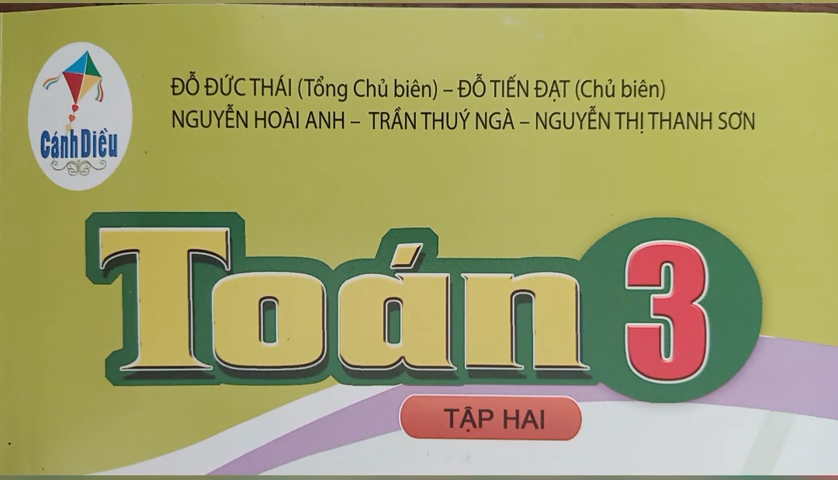 Cánh Diều
ĐỖ ĐỨC THÁI (Tổng Chủ biên) – ĐỖ TIẾN ĐẠT (Chủ biên)
NGUYỄN HOÀI ANH – TRẦN THUÝ NGÀ – NGUYỄN THỊ THANH SƠN
Toán 3
TẬP HAI